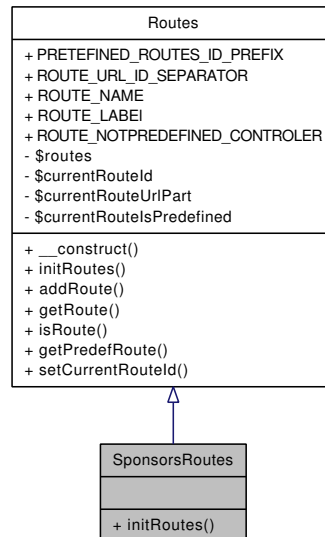 Routes
+ PRETEFINED_ROUTES_ID_PREFIX
+ ROUTE_URL_ID_SEPARATOR
+ ROUTE_NAME
+ ROUTE_LABEl
+ ROUTE_NOTPREDEFINED_CONTROLER
- $routes
- $currentRouteId
- $currentRouteUrlPart
- $currentRouteIsPredefined
+ __construct()
+ initRoutes()
+ addRoute()
+ getRoute()
+ isRoute()
+ getPredefRoute()
+ setCurrentRouteId()
SponsorsRoutes
+ initRoutes()